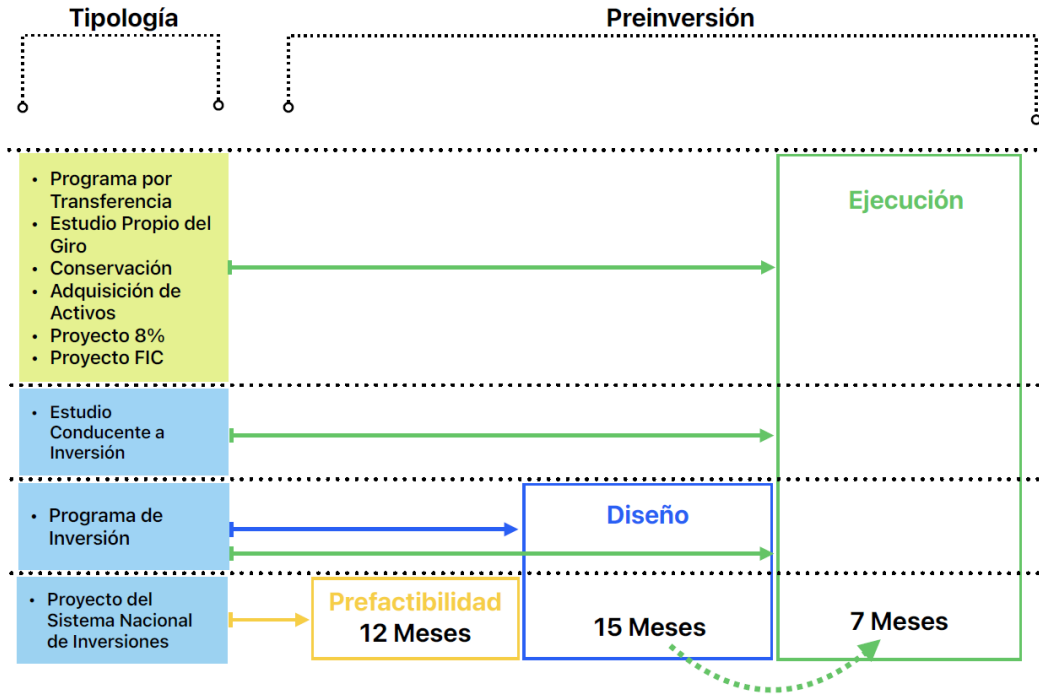 Tipología
Preinversión
• Programa por
Transferencia
• Estudio Propio del
Giro
• Conservación
• Adquisición de
Activos
• Proyecto 8%
• Proyecto FIC
Ejecución
• Estudio
Conducente a
Inversión
• Programa de
Inversión
Diseño
• Proyecto del
Sistema Nacional
de Inversiones
Prefactibilidad
12 Meses
15 Meses
7 Meses